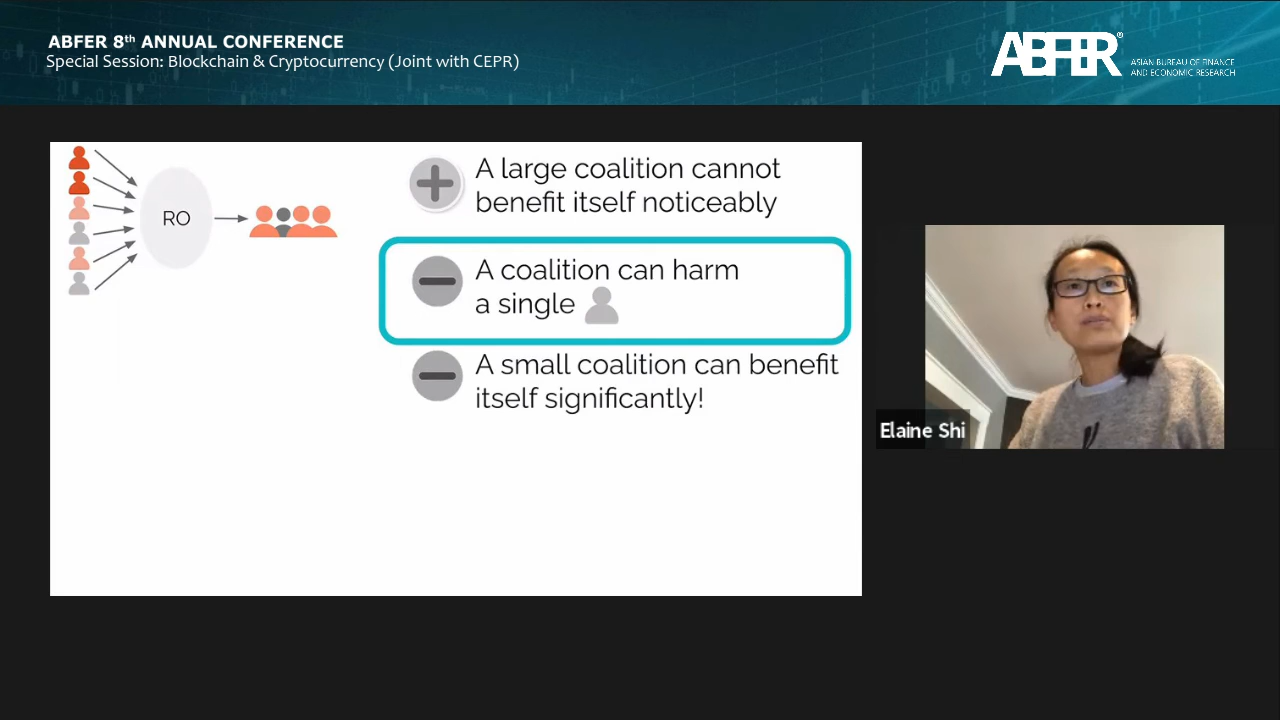 ABFER 8th ANNUAL CONFERENCE
Special Session: Blockchain & Cryptocurrency (Joint with CEPR)
ABFER®
ASIAN BUREAU OF FINANCE
AND ECONOMIC RESEARCH
RO
A large coalition cannot
benefit itself noticeably
A coalition can harm
a single
A small coalition can benefit
itself significantly!
Elaine Shi